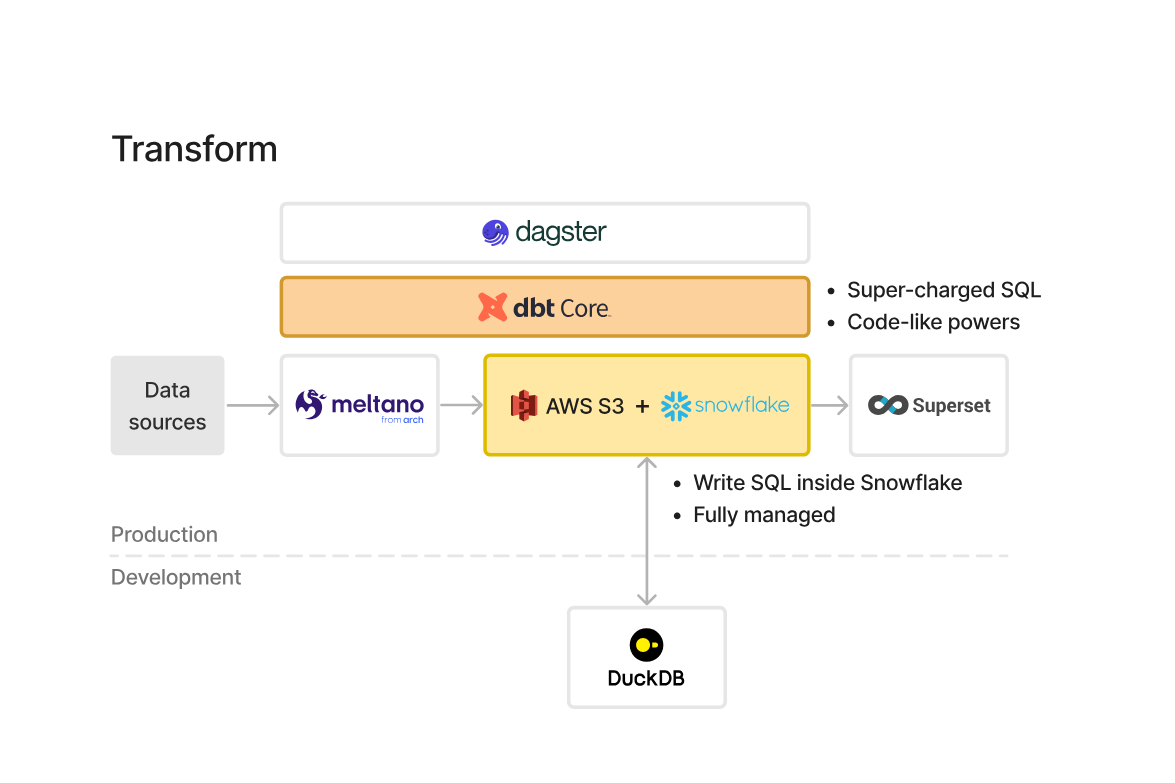 Transform
dagster
dbt Core
• Super-charged SQL
• Code-like powers
Data
sources
meltano
from arch
AWS S3 + snowflake
Superset
• Write SQL inside Snowflake
• Fully managed
Production
Development
DuckDB